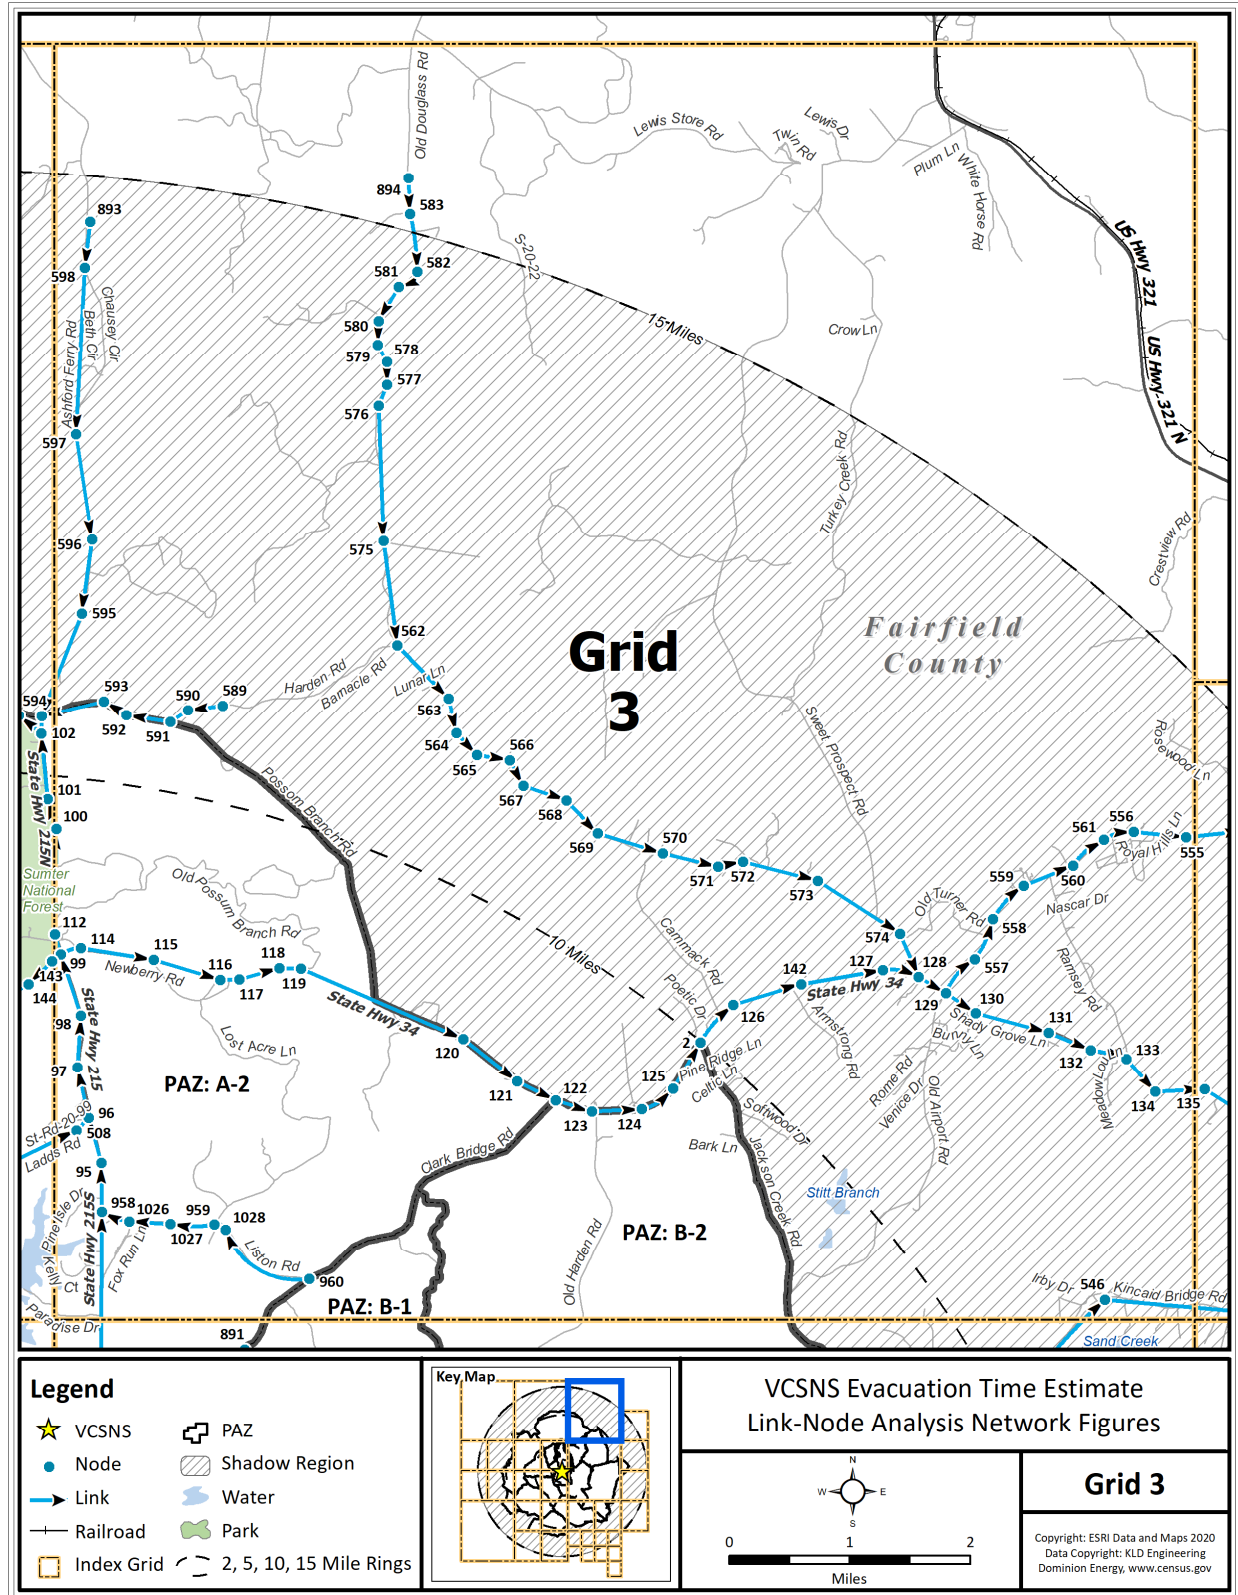 Old Douglass Rd
Lewis Store Rd
Lewis Dr
Twin Rd
Plum Ln
White Horse Rd
US Hwy 321
US Hwy 321 N
894
583
893
598
581
582
S-20-22
15 Miles
Crow Ln
Chausey Cir
Beth Cir
Ashford Ferry Rd
580
579
578
577
576
597
Turkey Creek Rd
Crestview Rd
596
575
595
562
Grid
3
Fairfield
County
Harden Rd
Barnacle Rd
Lunar Ln
594
593
590
589
592
591
102
563
564
565
566
567
568
569
Sweet Prospect Rd
Rosewood Ln
State Hwy 215N
101
100
Possom Branch Rd
570
571
572
573
561
556
555
Royal Hills Ln
559
560
Nascar Dr
Sumter
National
Forest
Old Possum Branch Rd
112
114
115
99
143
144
Newberry Rd
116
117
118
119
10 Miles
Cammack Rd
574
Old Turner Rd
558
557
127
128
142
State Hwy 34
129
130
Poetic Dr
126
Ramsey Rd
State Hwy 34
State Hwy 215
98
97
Lost Acre Ln
120
121
122
123
124
125
2
Pine Ridge Ln
Celtic Ln
Armstrong Rd
Shady Grove Ln
Bunny Ln
131
132
133
134
135
Rome Rd
Venice Dr
Old Airport Rd
PAZ: A-2
St-Rd-20-99
96
508
Ladds Rd
95
Softwood Dr
Bark Ln
Jackson Creek Rd
Clark Bridge Rd
Stitt Branch
Pine Isle Dr
958
1026
959
1028
1027
State Hwy 215S
Fox Run Ln
Kelly Ct
Liston Rd
960
PAZ: B-2
Old Harden Rd
PAZ: B-1
Paradise Dr
891
Irby Dr
546
Kincaid Bridge Rd
Sand Creek
Legend
VCSNS
PAZ
Node
Shadow Region
Link
Water
Railroad
Park
Index Grid
2, 5, 10, 15 Mile Rings
Key Map
VCSNS Evacuation Time Estimate
Link-Node Analysis Network Figures
N
W
E
S
0
1
2
Miles
Grid 3
Copyright: ESRI Data and Maps 2020
Data Copyright: KLD Engineering
Dominion Energy, www.census.gov